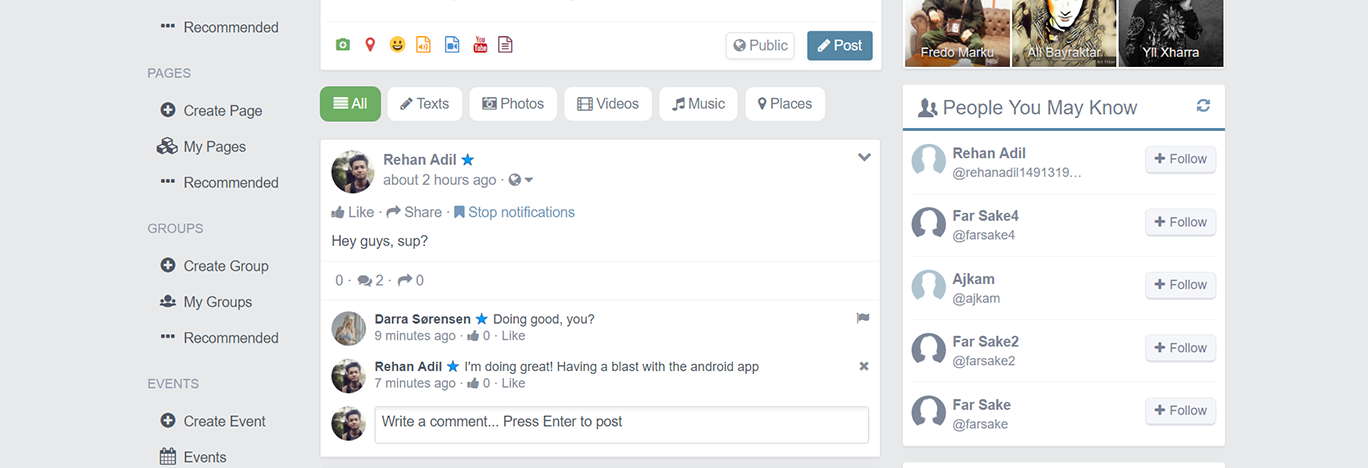 Recommended
PAGES
Create Page
My Pages
Recommended
GROUPS
Create Group
My Groups
Recommended
EVENTS
Create Event
Events
You Tube
Public
Post
All
Texts
Photos
Videos
Music
Places
Rehan Adil
about 2 hours ago ·
Like · Share · Stop notifications
Hey guys, sup?
0 · 2 · 0
Darra Sørensen Doing good, you?
9 minutes ago · 0 · Like
Rehan Adil I'm doing great! Having a blast with the android app
7 minutes ago · 0 · Like
Write a comment... Press Enter to post
Fredo Marku
Ali Bayraktar
Yll Xharra
People You May Know
Rehan Adil
@rehanadil1491319...
Follow
Far Sake4
@farsake4
Follow
Ajkam
@ajkam
Follow
Far Sake2
@farsake2
Follow
Far Sake
@farsake
Follow